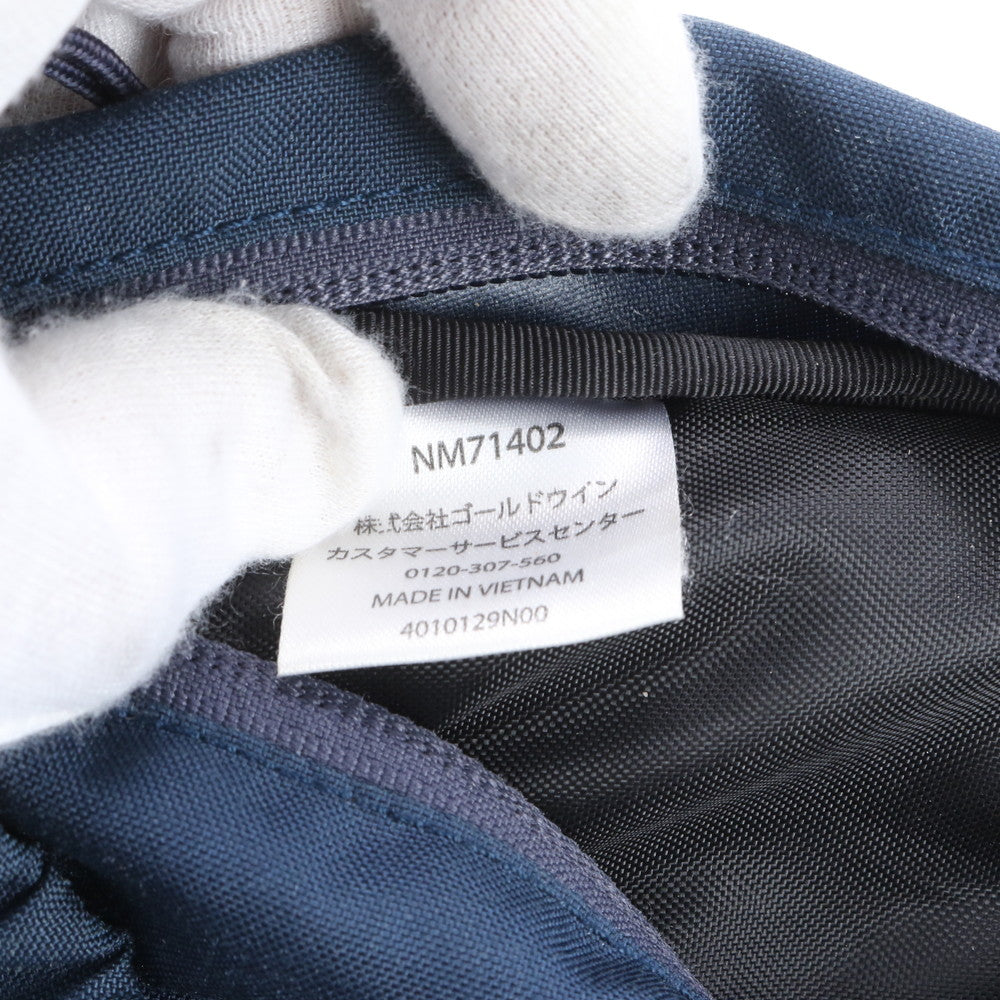 NM71402
株式会社ゴールドウイン
カスタマーサービスセンター
0120-307-560
MADE IN VIETNAM
4010129N00